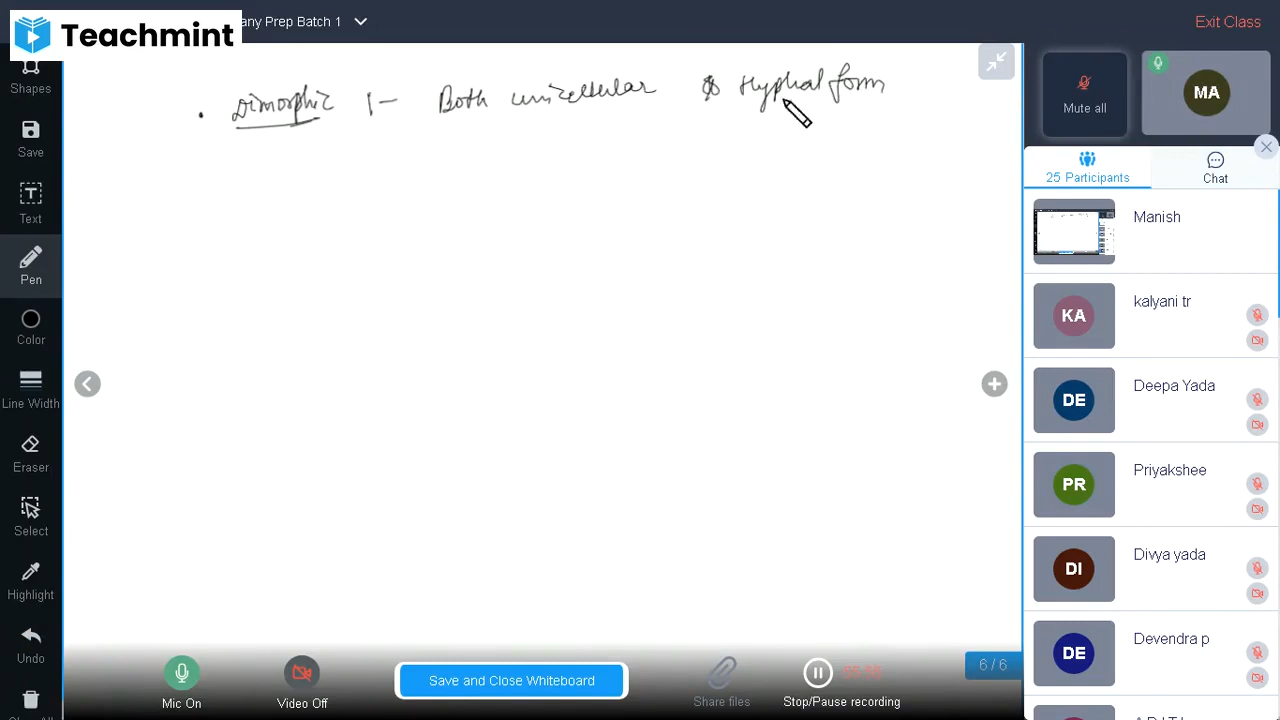 Teachmint
any Prep Batch 1
Exit Class
Shapes
Save
Text
Pen
Color
Line Width
Eraser
Select
Highlight
Undo
• Dimorphic :- Both unicellular & Hyphal form
Mute all
MA
25 Participants
Chat
Manish
KA
kalyani tr
DE
Deepa Yada
PR
Priyakshee
DI
Divya yada
DE
Devendra p
6 / 6
Mic On
Video Off
Save and Close Whiteboard
Share files
Stop/Pause recording